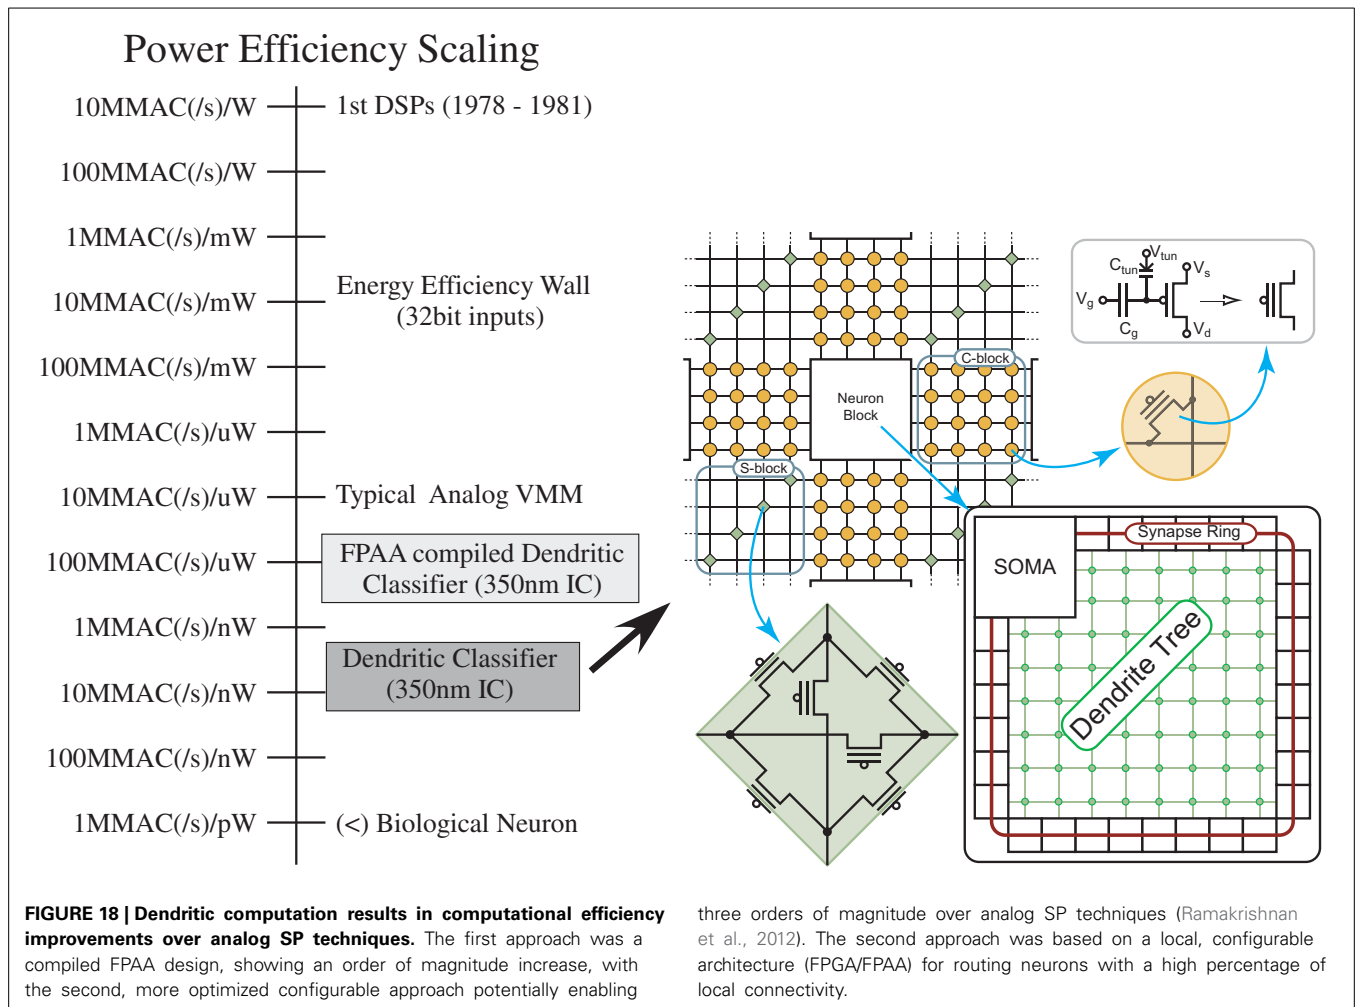 Power Efficiency Scaling
10MMAC(/s)/W
1st DSPs (1978 - 1981)
100MMAC(/s)/W
1MMAC(/s)/mW
10MMAC(/s)/mW
Energy Efficiency Wall
(32bit inputs)
100MMAC(/s)/mW
1MMAC(/s)/uW
10MMAC(/s)/uW
Typical Analog VMM
100MMAC(/s)/uW
FPAA compiled Dendritic
Classifier (350nm IC)
1MMAC(/s)/nW
10MMAC(/s)/nW
Dendritic Classifier
(350nm IC)
100MMAC(/s)/nW
1MMAC(/s)/pW
(<) Biological Neuron
C-block
Neuron
Block
S-block
Vtun
Ctun
Vs
Vg
Cg
Vd
SOMA
Synapse Ring
Dendrite Tree
FIGURE 18 | Dendritic computation results in computational efficiency
improvements over analog SP techniques. The first approach was a
compiled FPAA design, showing an order of magnitude increase, with
the second, more optimized configurable approach potentially enabling
three orders of magnitude over analog SP techniques (Ramakrishnan
et al., 2012). The second approach was based on a local, configurable
architecture (FPGA/FPAA) for routing neurons with a high percentage of
local connectivity.